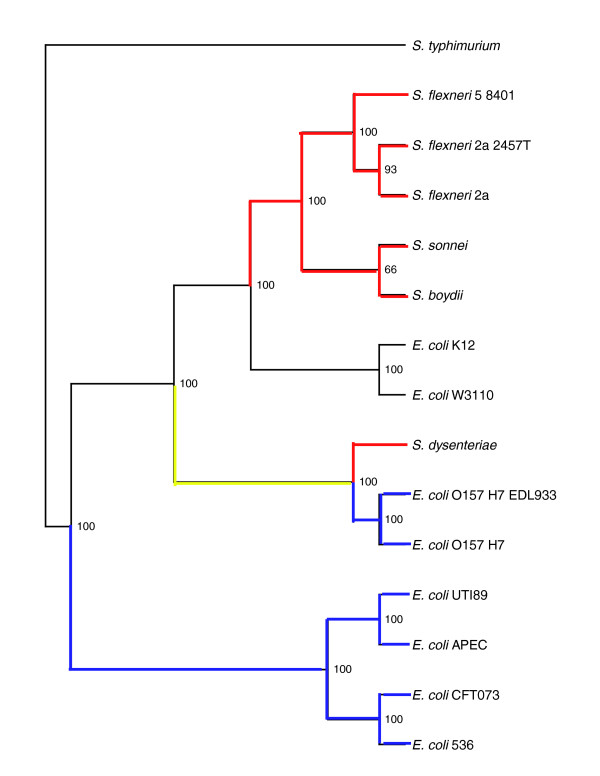 S. typhimurium
S. flexneri 5 8401
100
S. flexneri 2a 2457T
93
S. flexneri 2a
100
S. sonnei
66
S. boydii
100
E. coli K12
100
E. coli W3110
100
S. dysenteriae
100
E. coli O157 H7 EDL933
100
100
E. coli O157 H7
E. coli UTI89
100
E. coli APEC
100
E. coli CFT073
100
E. coli 536